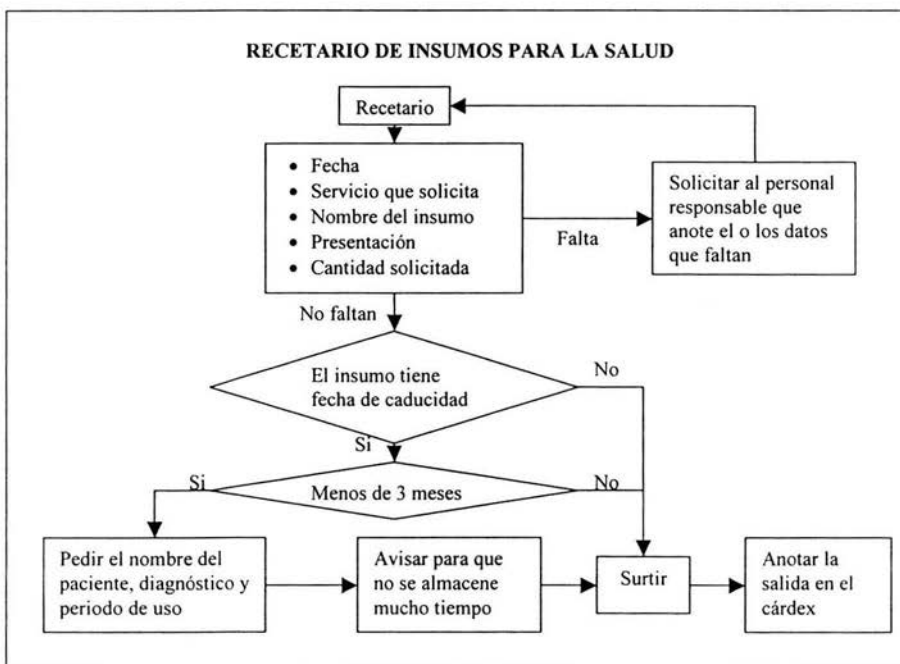 RECETARIO DE INSUMOS PARA LA SALUD
Recetario
• Fecha
• Servicio que solicita
• Nombre del insumo
• Presentación
• Cantidad solicitada
Falta
Solicitar al personal
responsable que
anote el o los datos
que faltan
No faltan
El insumo tiene
fecha de caducidad
No
Si
Si
Menos de 3 meses
No
Pedir el nombre del
paciente, diagnóstico y
periodo de uso
Avisar para que
no se almacene
mucho tiempo
Surtir
Anotar la
salida en el
cárdex